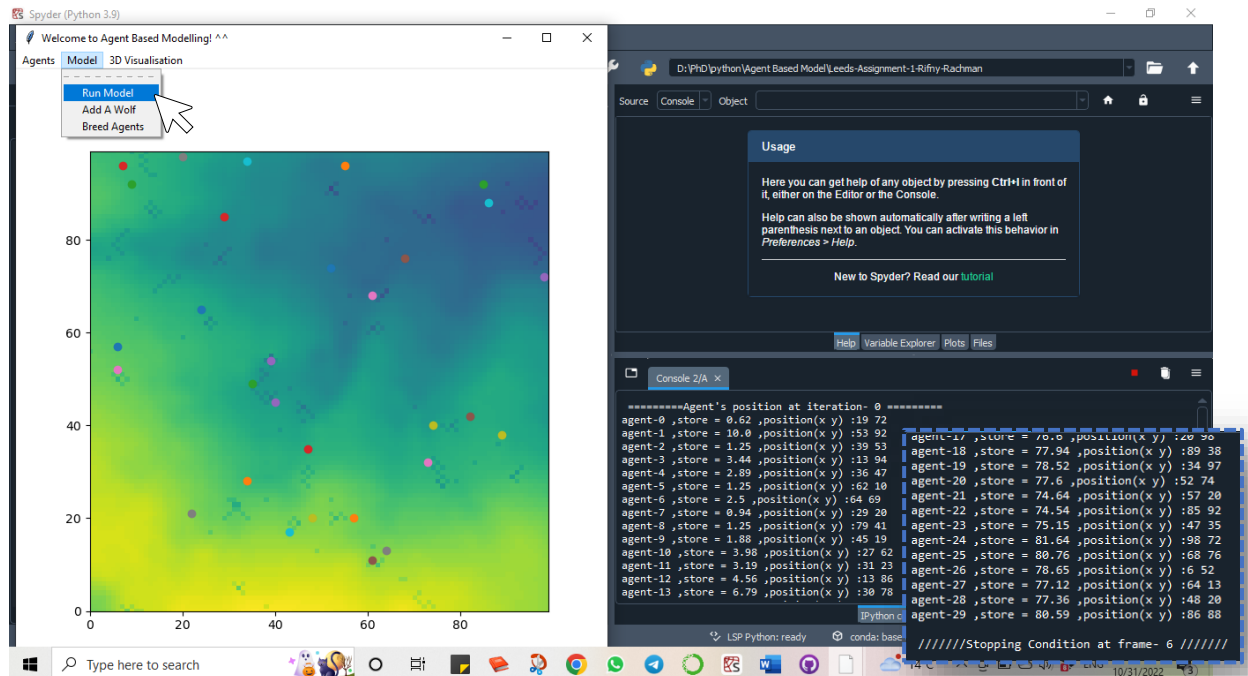 Spyder (Python 3.9)
Welcome to Agent Based Modelling! ^^
Agents Model 3D Visualisation
Run Model
Add A Wolf
Breed Agents
80
60
40
20
0
0 20 40 60 80
D:\PhD\python\Agent Based Model\Leeds-Assignment-1-Rifny-Rachman
Source Console Object
Usage
Here you can get help of any object by pressing Ctrl+I in front of
it, either on the Editor or the Console.
Help can also be shown automatically after writing a left
parenthesis next to an object. You can activate this behavior in
Preferences > Help.
New to Spyder? Read our tutorial
Help Variable Explorer Plots Files
Console 2/A
=========Agent's position at iteration- 0 =========
agent-0 ,store = 0.62 ,position(x y) :19 72
agent-1 ,store = 10.0 ,position(x y) :53 92
agent-2 ,store = 1.25 ,position(x y) :39 53
agent-3 ,store = 3.44 ,position(x y) :13 94
agent-4 ,store = 2.89 ,position(x y) :36 47
agent-5 ,store = 1.25 ,position(x y) :62 10
agent-6 ,store = 2.5 ,position(x y) :64 69
agent-7 ,store = 0.94 ,position(x y) :29 20
agent-8 ,store = 1.25 ,position(x y) :79 41
agent-9 ,store = 1.88 ,position(x y) :45 19
agent-10 ,store = 3.98 ,position(x y) :27 62
agent-11 ,store = 3.19 ,position(x y) :31 23
agent-12 ,store = 4.56 ,position(x y) :13 86
agent-13 ,store = 6.79 ,position(x y) :30 78
agent-17 ,store = 76.6 ,position(x y) :20 98
agent-18 ,store = 77.94 ,position(x y) :89 38
agent-19 ,store = 78.52 ,position(x y) :34 97
agent-20 ,store = 77.6 ,position(x y) :52 74
agent-21 ,store = 74.64 ,position(x y) :57 20
agent-22 ,store = 74.54 ,position(x y) :85 92
agent-23 ,store = 75.15 ,position(x y) :47 35
agent-24 ,store = 81.64 ,position(x y) :98 72
agent-25 ,store = 80.76 ,position(x y) :68 76
agent-26 ,store = 78.65 ,position(x y) :6 52
agent-27 ,store = 77.12 ,position(x y) :64 13
agent-28 ,store = 77.36 ,position(x y) :48 20
agent-29 ,store = 80.59 ,position(x y) :86 88
///////Stopping Condition at frame- 6 ///////
IPython
LSP Python: ready conda: base
Type here to search
10/31/2022